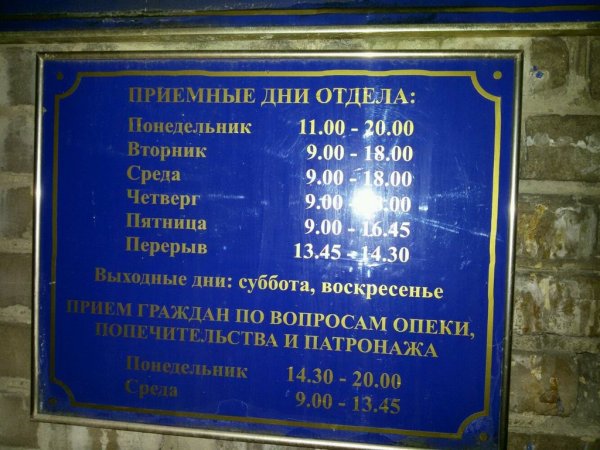 ПРИЕМНЫЕ ДНИ ОТДЕЛА:
Понедельник 11.00 - 20.00
Вторник 9.00 - 18.00
Среда 9.00 - 18.00
Четверг 9.00 -
Пятница 9.00 - 16.45
Перерыв 13.45 - 14.30
Выходные дни: суббота, воскресенье
ПРИЕМ ГРАЖДАН ПО ВОПРОСАМ ОПЕКИ,
ПОПЕЧИТЕЛЬСТВА И ПАТРОНАЖА
Понедельник 14.30 - 20.00
Среда 9.00 - 13.45